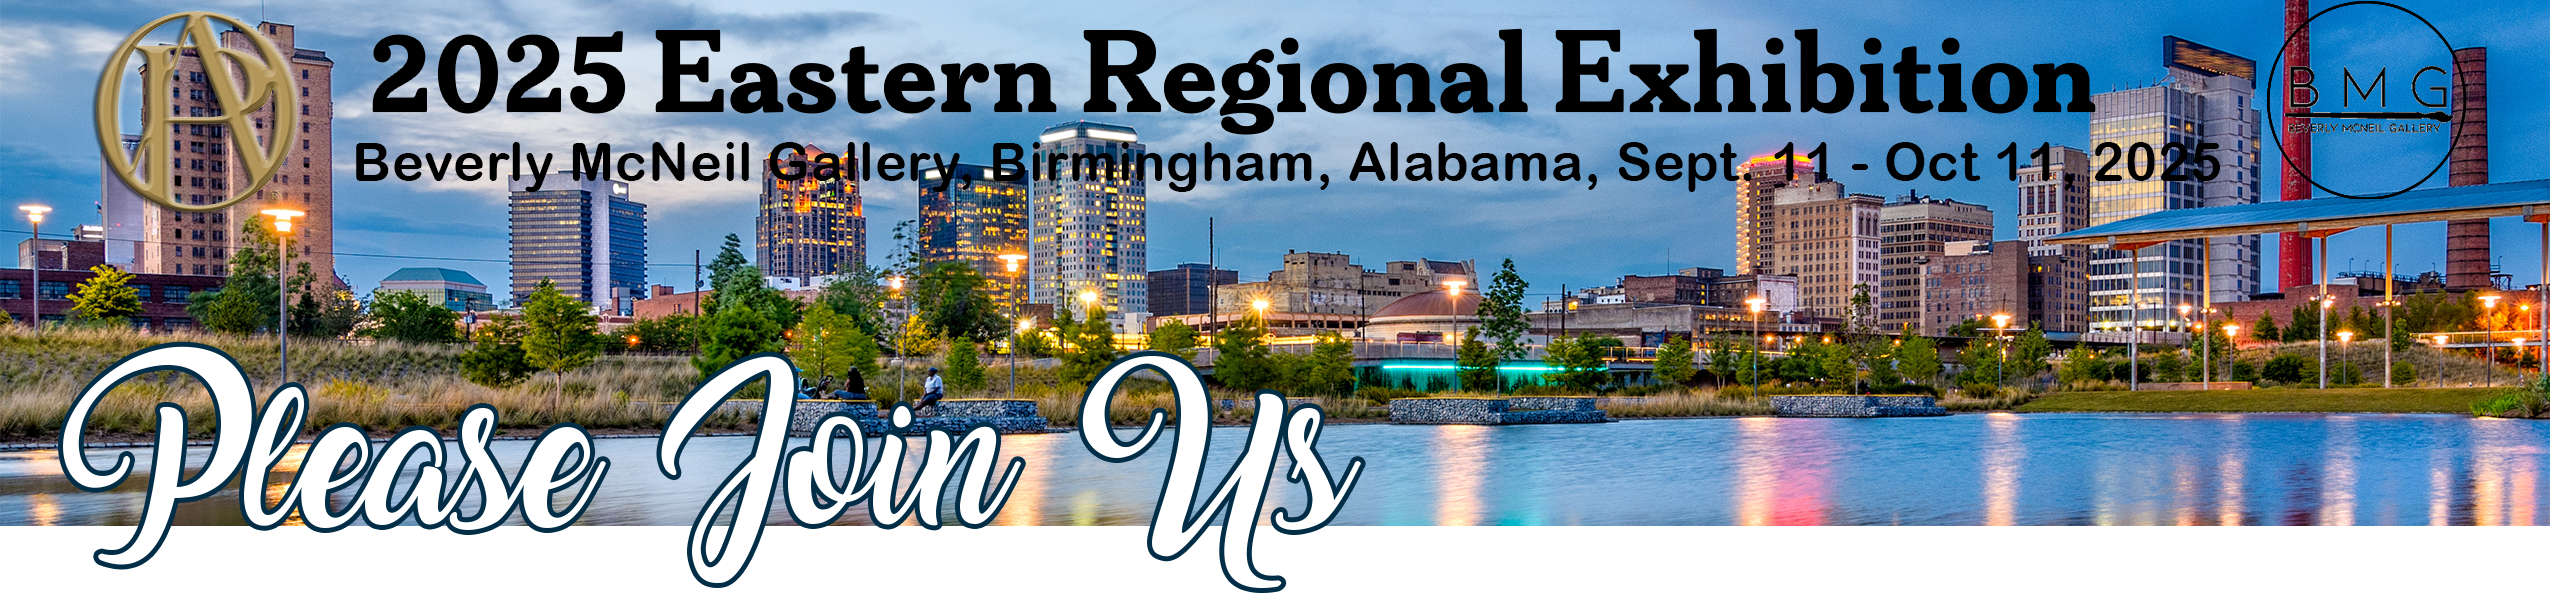 2025 Eastern Regional Exhibition
Beverly McNeil Gallery, Birmingham, Alabama, Sept. 11 - Oct 11, 2025
BMG
BEVERLY MCNEIL GALLERY
Please Join Us